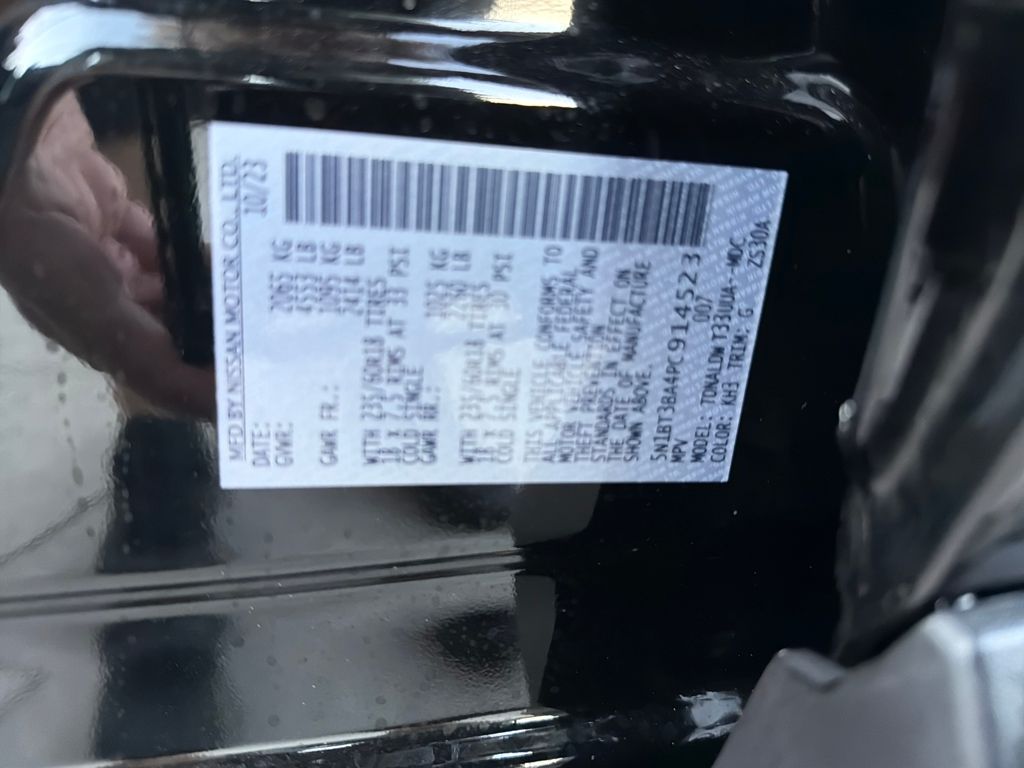 MFD BY NISSAN MOTOR CO., LTD.
DATE: 10/23
GVWR: 2065 KG
4553 LB
GAWR FR.: 1095 KG
2414 LB
WITH 235/60R18 TIRES
18 X 7.5 RIMS AT 33 PSI
COLD SINGLE
GAWR RR.: 1025 KG
2260 LB
WITH 235/60R18 TIRES
18 X 7.5 RIMS AT PSI
COLD SINGLE
THIS VEHICLE CONFORMS TO
ALL APPLICABLE FEDERAL
MOTOR VEHICLE SAFETY AND
THEFT PREVENTION
STANDARDS IN EFFECT ON
THE DATE OF MANUFACTURE
SHOWN ABOVE.
5N1BT3BA4PC914523
MPV 007
MODEL: TONALDW T33UUA-MDC
COLOR: KH3 TRIM: G 2S30A